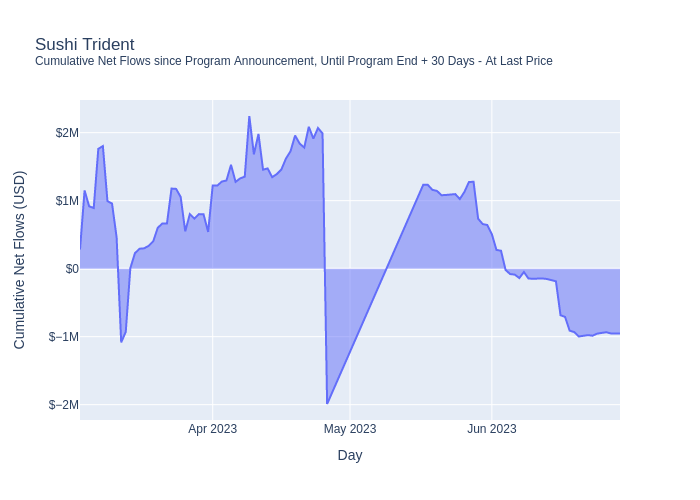 Sushi Trident
Cumulative Net Flows since Program Announcement, Until Program End + 30 Days - At Last Price
Cumulative Net Flows (USD)
$2M
$1M
$0
$−1M
$−2M
Apr 2023
May 2023
Jun 2023
Day